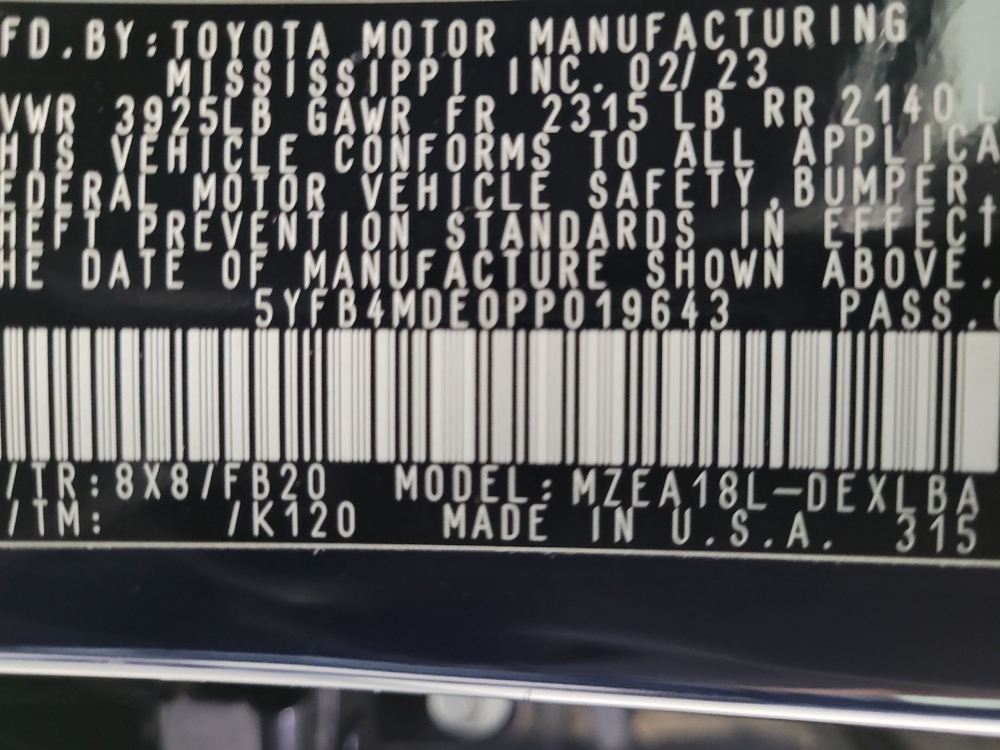 FD.BY:TOYOTA MOTOR MANUFACTURING
MISSISSIPPI INC. 02/23
VWR 3925LB GAWR FR 2315 LB RR 2140 L
HIS VEHICLE CONFORMS TO ALL APPLICA
EDERAL MOTOR VEHICLE SAFETY,BUMPER,
HEFT PREVENTION STANDARDS IN EFFECT
HE DATE OF MANUFACTURE SHOWN ABOVE.
5YFB4MDE0PP019643 PASS.
/TR:8X8/FB20 MODEL:MZEA18L-DEXLBA
/TM: /K120 MADE IN U.S.A. 315